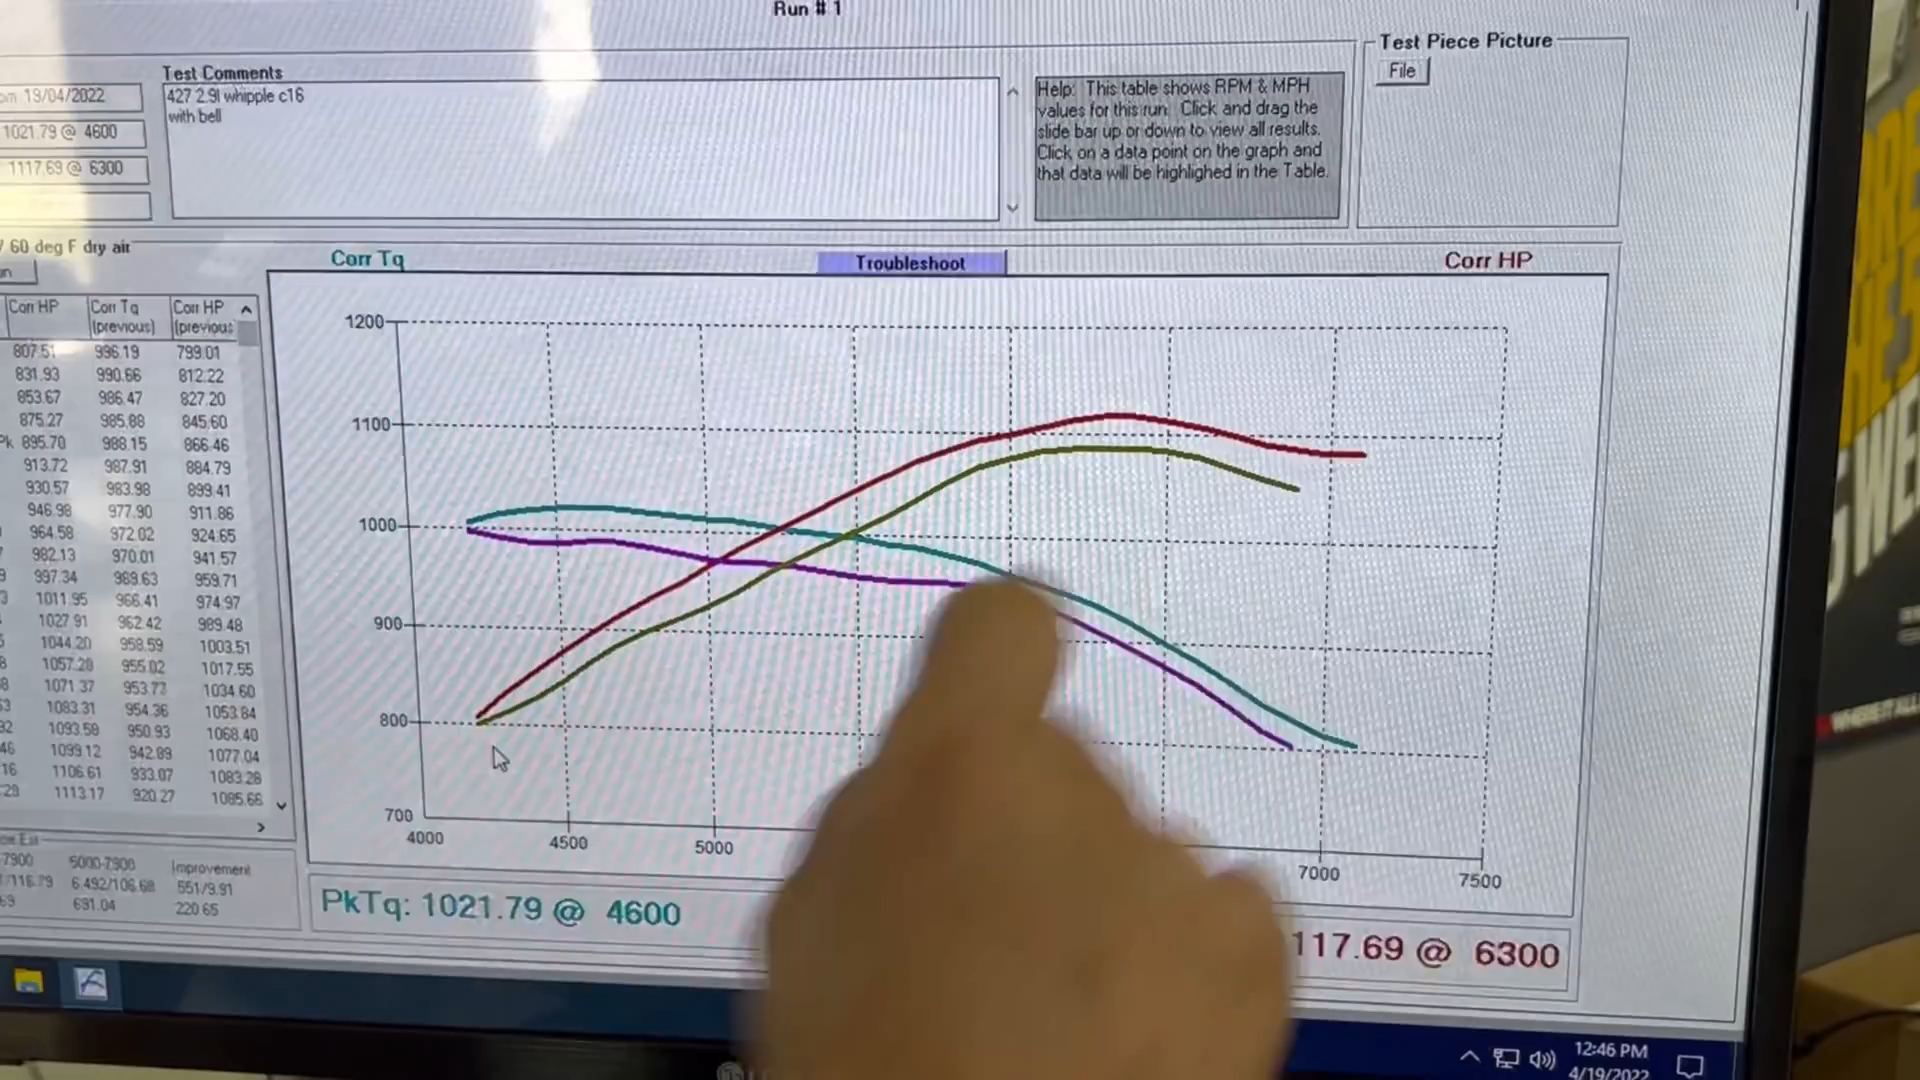 Run # 1
Test Piece Picture
File
Test Comments
427 2.9l whipple c16
with bell
19/04/2022
1021.79 @ 4600
1117.69 @ 6300
Help: This table shows RPM & MPH
values for this run. Click and drag the
slide bar up or down to view all results.
Click on a data point on the graph and
that data will be highlighed in the Table.
/ 60 deg F dry air
Corr Tq
Troubleshoot
Corr HP
Corr HP Corr Tq (previous) Corr HP (previous
807.51 996.19 799.01
831.93 990.66 812.22
853.67 986.47 827.20
875.27 985.88 845.60
Pk 895.70 988.15 866.46
913.72 987.91 884.79
930.57 983.98 899.41
946.98 977.90 911.86
964.58 972.02 924.65
982.13 970.01 941.57
997.34 969.63 959.71
1011.95 966.41 974.97
1027.91 962.42 989.48
1044.20 958.59 1003.51
1057.28 955.02 1017.55
1071.37 953.77 1034.60
1083.31 954.36 1053.84
1093.59 950.93 1068.40
1099.12 942.89 1077.04
1106.61 933.07 1083.28
1113.17 920.27 1085.66
1200
1100
1000
900
800
700
4000
4500
5000
7000
7500
5000-7900 Improvement
6.492/106.68 .551/9.91
691.04 220.65
PkTq: 1021.79 @ 4600
117.69 @ 6300
12:46 PM
4/19/2022